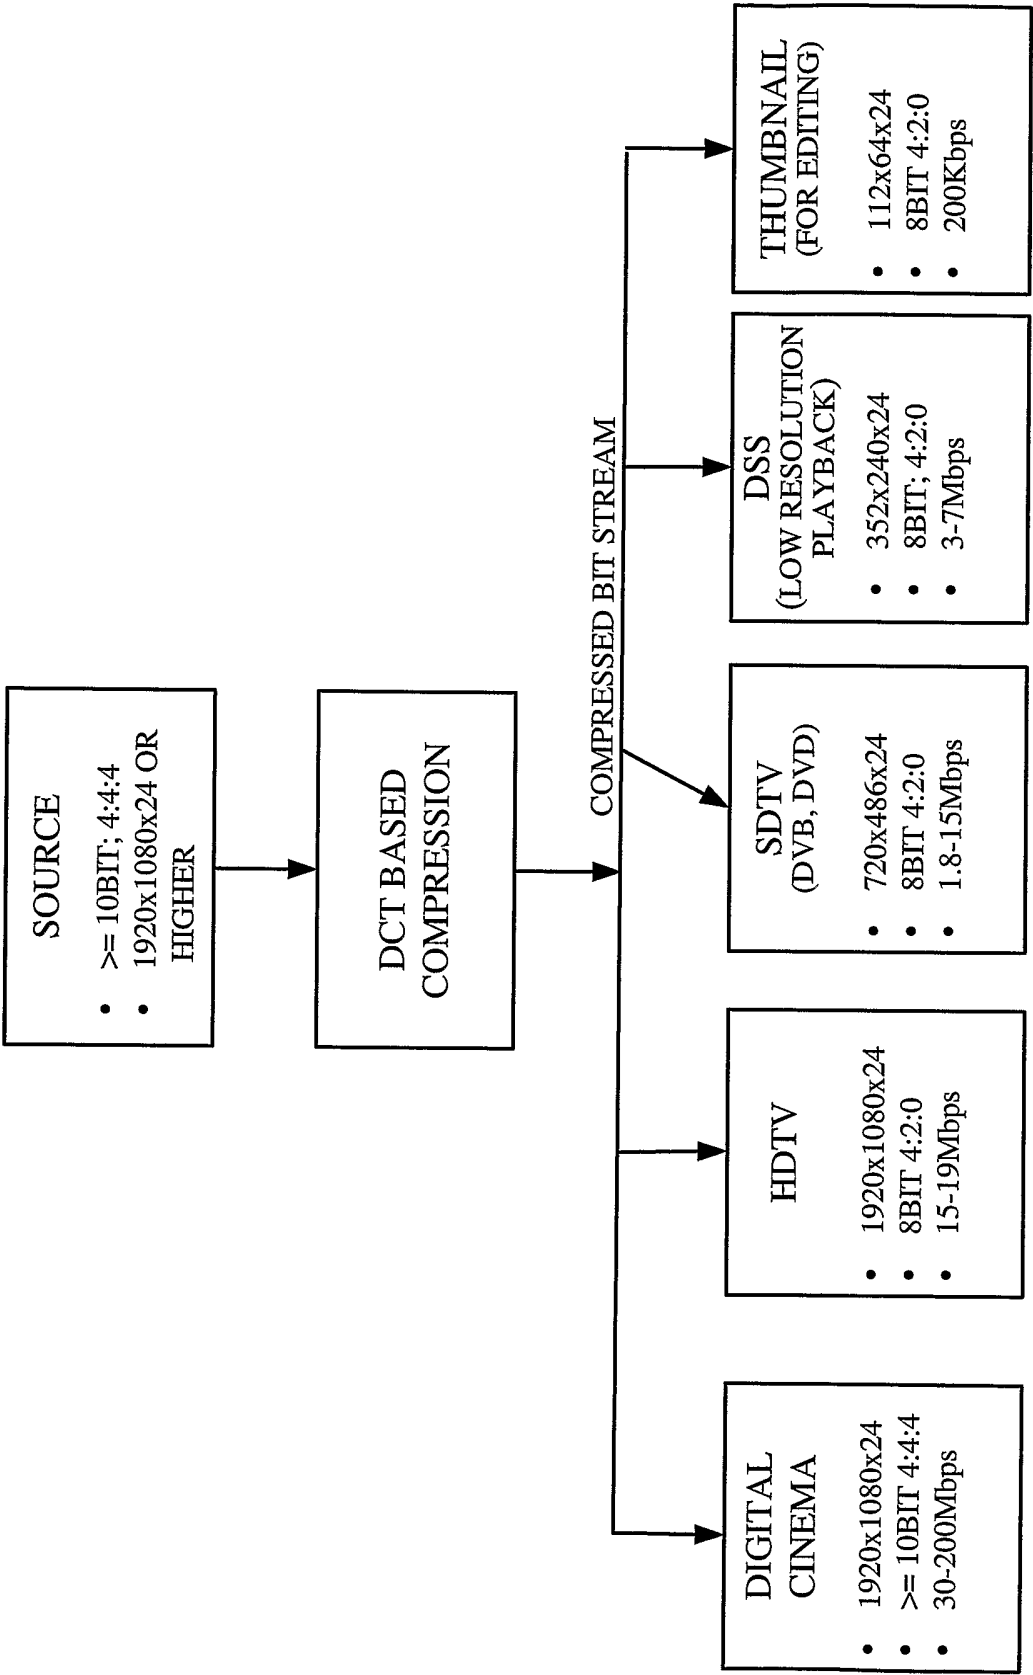 SOURCE
• >= 10BIT; 4:4:4
• 1920x1080x24 OR
HIGHER
DCT BASED
COMPRESSION
COMPRESSED BIT STREAM
DIGITAL
CINEMA
• 1920x1080x24
• >= 10BIT 4:4:4
• 30-200Mbps
HDTV
• 1920x1080x24
• 8BIT 4:2:0
• 15-19Mbps
SDTV
(DVB, DVD)
• 720x486x24
• 8BIT 4:2:0
• 1.8-15Mbps
DSS
(LOW RESOLUTION
PLAYBACK)
• 352x240x24
• 8BIT; 4:2:0
• 3-7Mbps
THUMBNAIL
(FOR EDITING)
• 112x64x24
• 8BIT 4:2:0
• 200Kbps